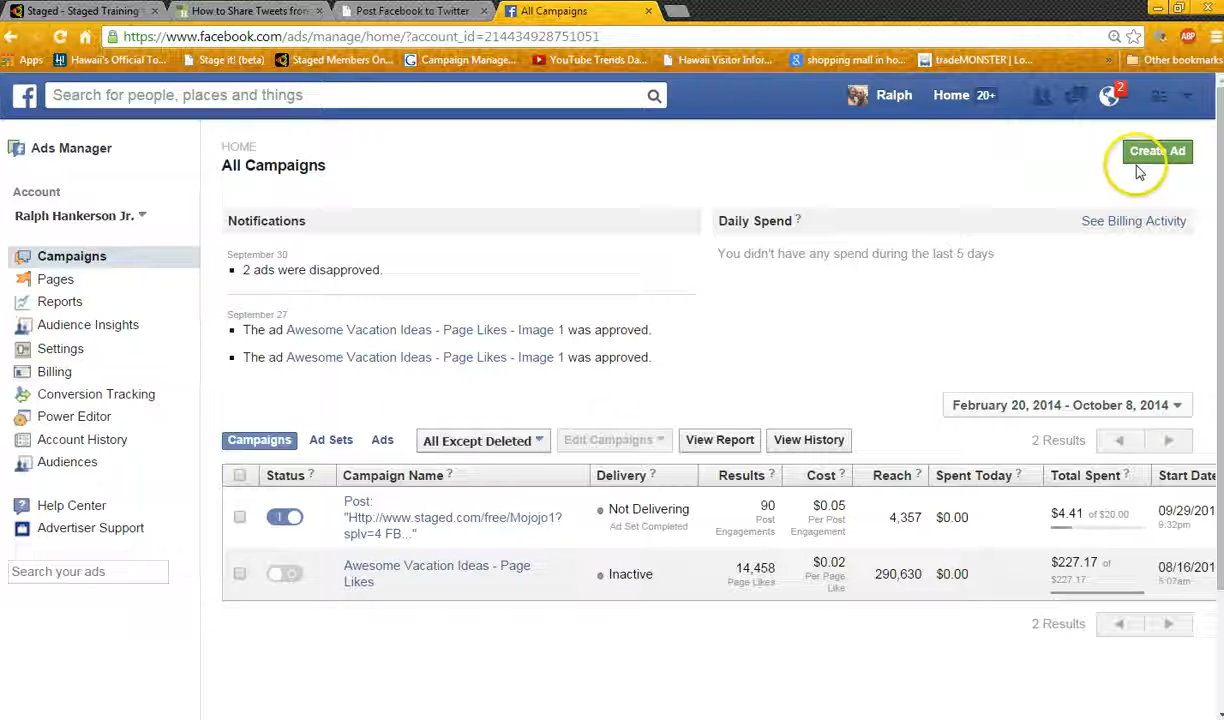 Staged - Staged Training
How to Share Tweets from
Post Facebook to Twitter
All Campaigns
https://www.facebook.com/ads/manage/home/?account_id=214434928751051
ABP
Apps
Hawaii's Official To...
Stage it! (beta)
Staged Members On...
Campaign Manage...
YouTube Trends Da...
Hawaii Visitor Infor...
shopping mall in ho...
tradeMONSTER | Lo...
»
Other bookmarks
Search for people, places and things
Ralph
Home 20+
2
Ads Manager
Account
Ralph Hankerson Jr.
Campaigns
Pages
Reports
Audience Insights
Settings
Billing
Conversion Tracking
Power Editor
Account History
Audiences
Help Center
Advertiser Support
Search your ads
HOME
All Campaigns
Create Ad
Notifications
September 30
2 ads were disapproved.
September 27
The ad Awesome Vacation Ideas - Page Likes - Image 1 was approved.
The ad Awesome Vacation Ideas - Page Likes - Image 1 was approved.
Daily Spend ?
See Billing Activity
You didn't have any spend during the last 5 days
February 20, 2014 - October 8, 2014
Campaigns
Ad Sets
Ads
All Except Deleted
Edit Campaigns
View Report
View History
2 Results
Status ?
Campaign Name ?
Delivery ?
Results ?
Cost ?
Reach ?
Spent Today ?
Total Spent ?
Start Date
Post:
"Http://www.staged.com/free/Mojojo1?
splv=4 FB..."
Not Delivering
Ad Set Completed
90
Post
Engagements
$0.05
Per Post
Engagement
4,357
$0.00
$4.41 of $20.00
09/29/201
9:32pm
Awesome Vacation Ideas - Page
Likes
Inactive
14,458
Page Likes
$0.02
Per Page
Like
290,630
$0.00
$227.17 of
$227.17
08/16/201
5:07am
2 Results